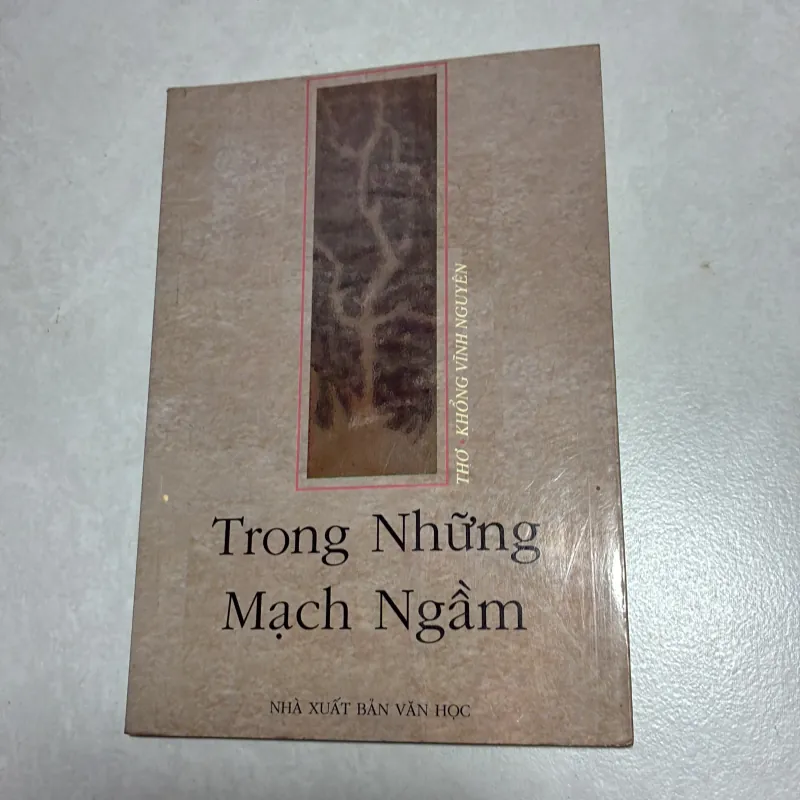 THƠ KHỔNG VĨNH NGUYÊN
Trong Những
Mạch Ngầm
NHÀ XUẤT BẢN VĂN HỌC